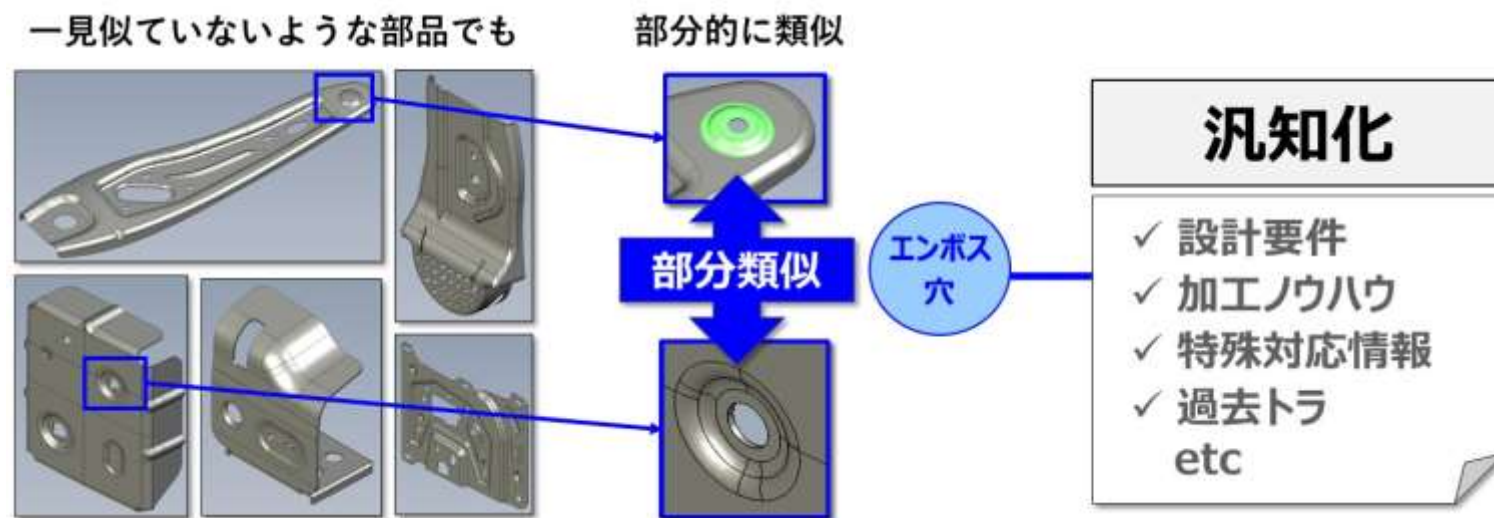 一見似ていないような部品でも
部分的に類似
部分類似
エンボス
穴
汎知化
✓ 設計要件
✓ 加工ノウハウ
✓ 特殊対応情報
✓ 過去トラ
etc